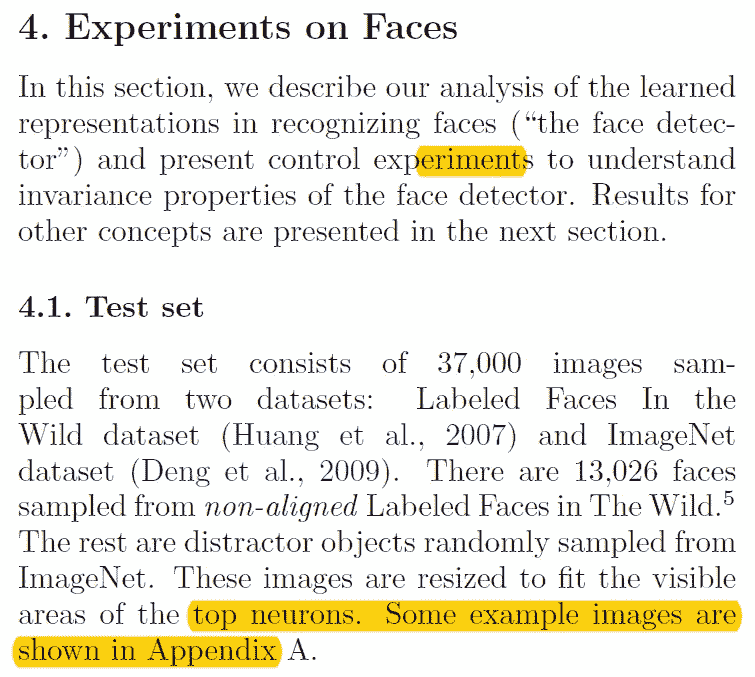 4. Experiments on Faces
In this section, we describe our analysis of the learned
representations in recognizing faces (“the face detec-
tor”) and present control experiments to understand
invariance properties of the face detector. Results for
other concepts are presented in the next section.
4.1. Test set
The test set consists of 37,000 images sam-
pled from two datasets: Labeled Faces In the
Wild dataset (Huang et al., 2007) and ImageNet
dataset (Deng et al., 2009). There are 13,026 faces
sampled from non-aligned Labeled Faces in The Wild.⁵
The rest are distractor objects randomly sampled from
ImageNet. These images are resized to fit the visible
areas of the top neurons. Some example images are
shown in Appendix A.